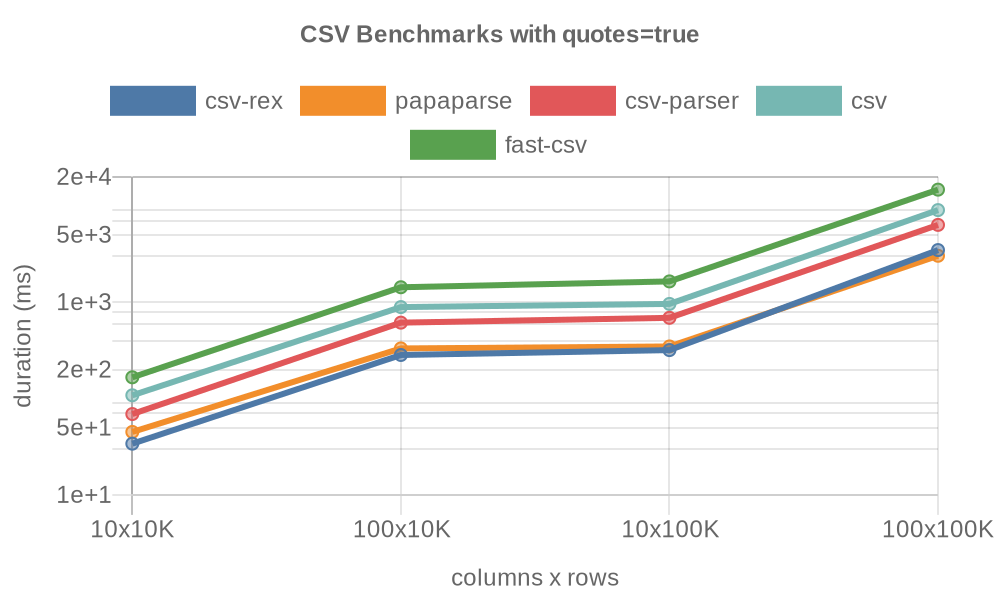 CSV Benchmarks with quotes=true
csv-rex papaparse csv-parser csv
fast-csv
2e+4
5e+3
1e+3
2e+2
5e+1
1e+1
duration (ms)
10x10K 100x10K 10x100K 100x100K
columns x rows